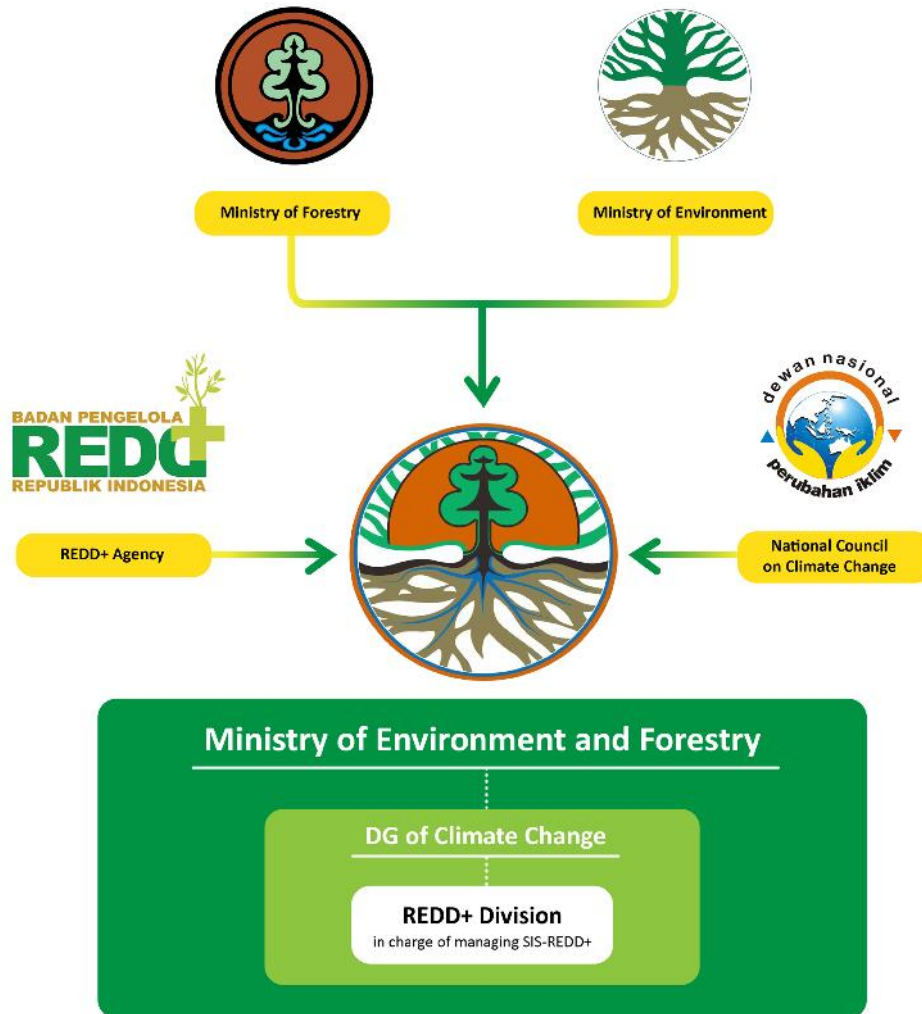 Ministry of Forestry
Ministry of Environment
BADAN PENGELOLA
REDD+
REPUBLIK INDONESIA
dewan nasional
perubahan iklim
REDD+ Agency
National Council
on Climate Change
Ministry of Environment and Forestry
DG of Climate Change
REDD+ Division
in charge of managing SIS-REDD+